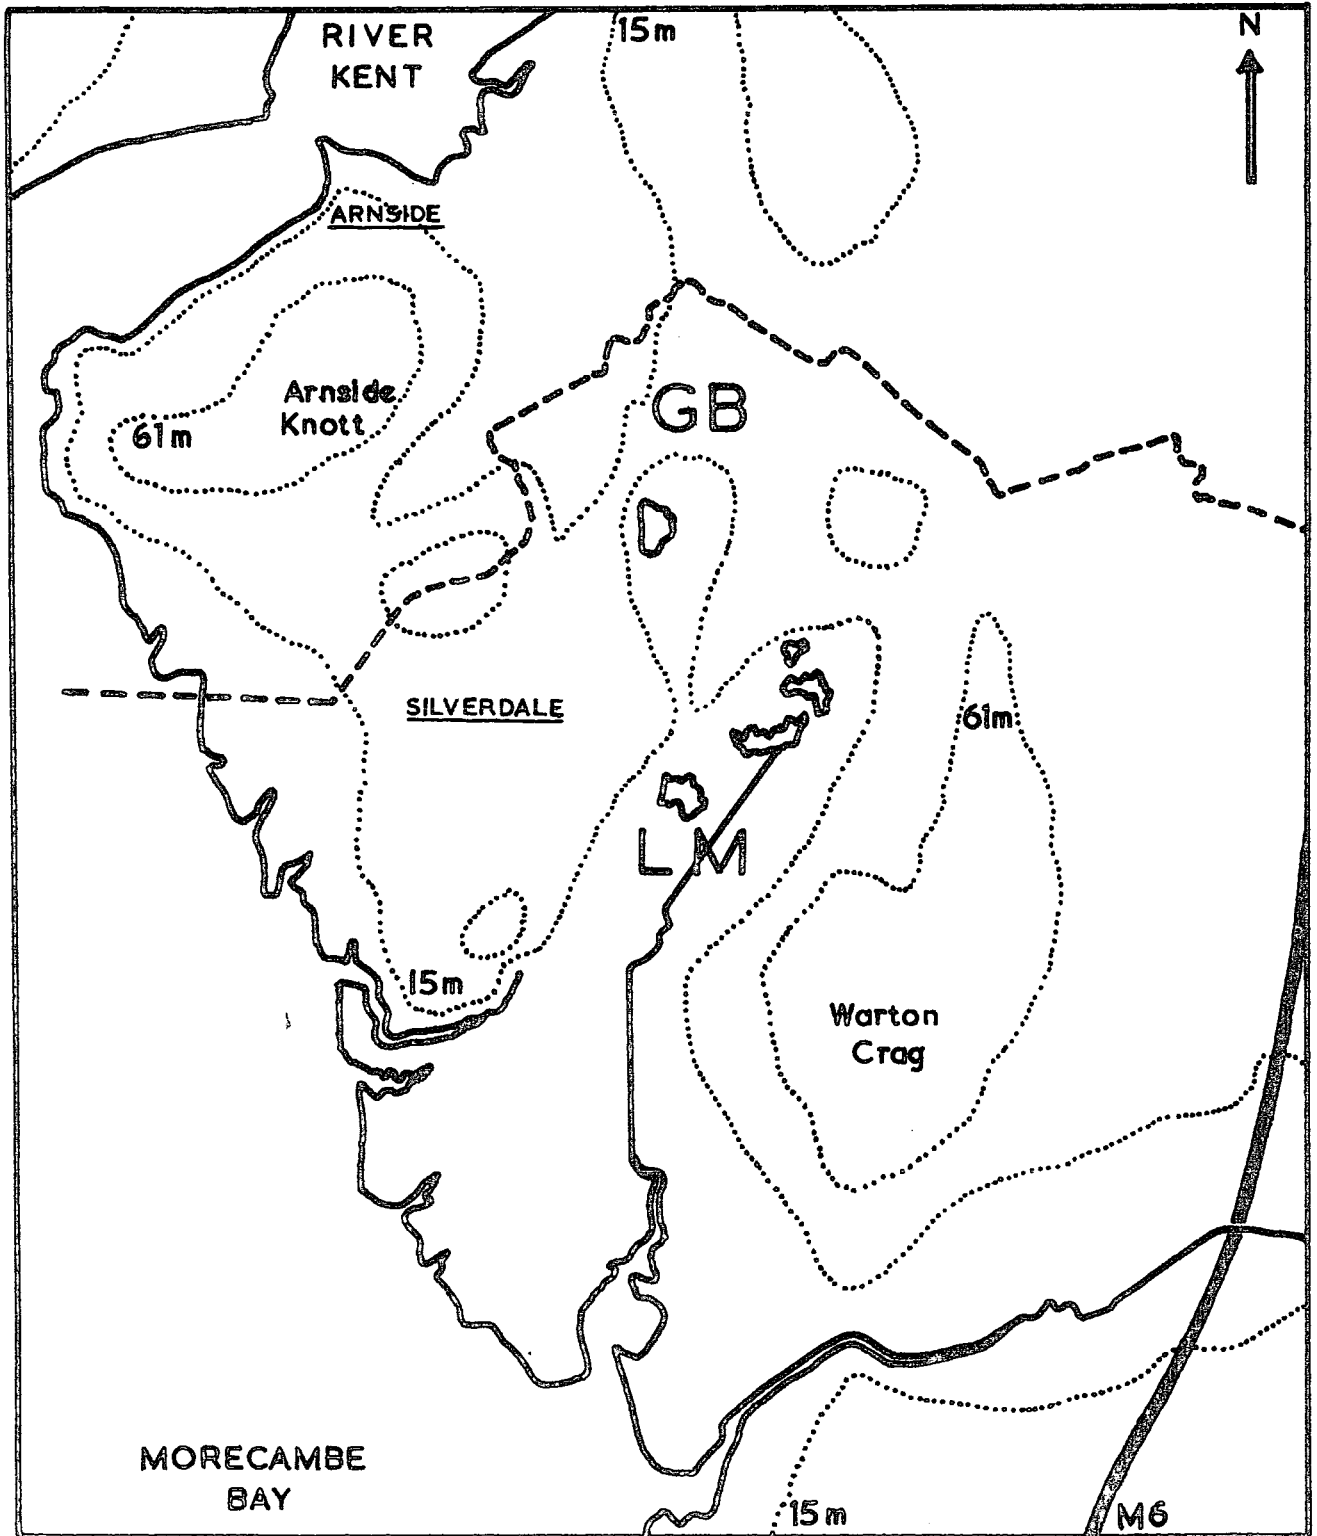 RIVER
KENT
15m
N
ARNSIDE
Arnside
Knott
61m
GB
SILVERDALE
61m
LM
15m
Warton
Crag
MORECAMBE
BAY
15m
M6